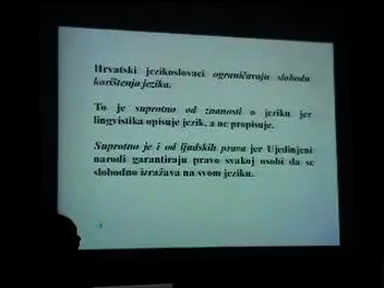 Hrvatski jezikoslovci ograničavaju slobodu
korištenja jezika.
To je suprotno od znanosti o jeziku jer
lingvistika opisuje jezik, a ne propisuje.
Suprotno je i od ljudskih prava jer Ujedinjeni
narodi garantiraju pravo svakoj osobi da se
slobodno izražava na svom jeziku.